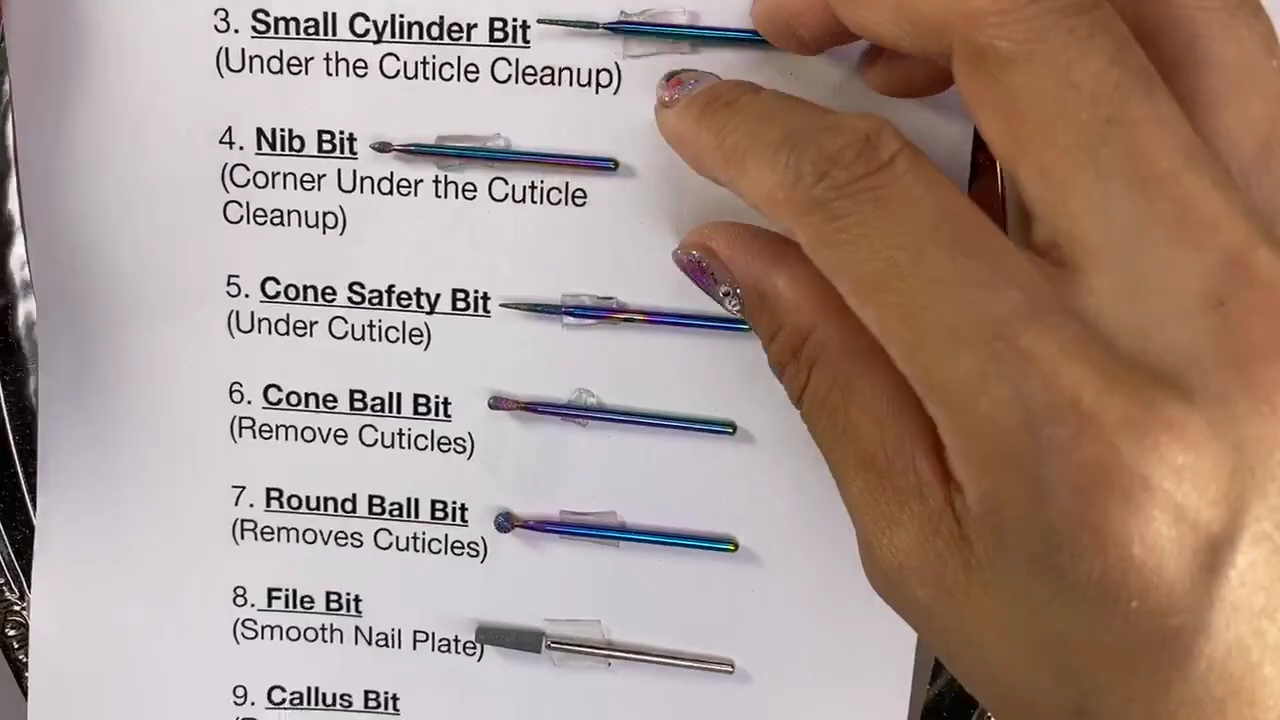 3. Small Cylinder Bit
(Under the Cuticle Cleanup)
4. Nib Bit
(Corner Under the Cuticle
Cleanup)
5. Cone Safety Bit
(Under Cuticle)
6. Cone Ball Bit
(Remove Cuticles)
7. Round Ball Bit
(Removes Cuticles)
8. File Bit
(Smooth Nail Plate)
9. Callus Bit